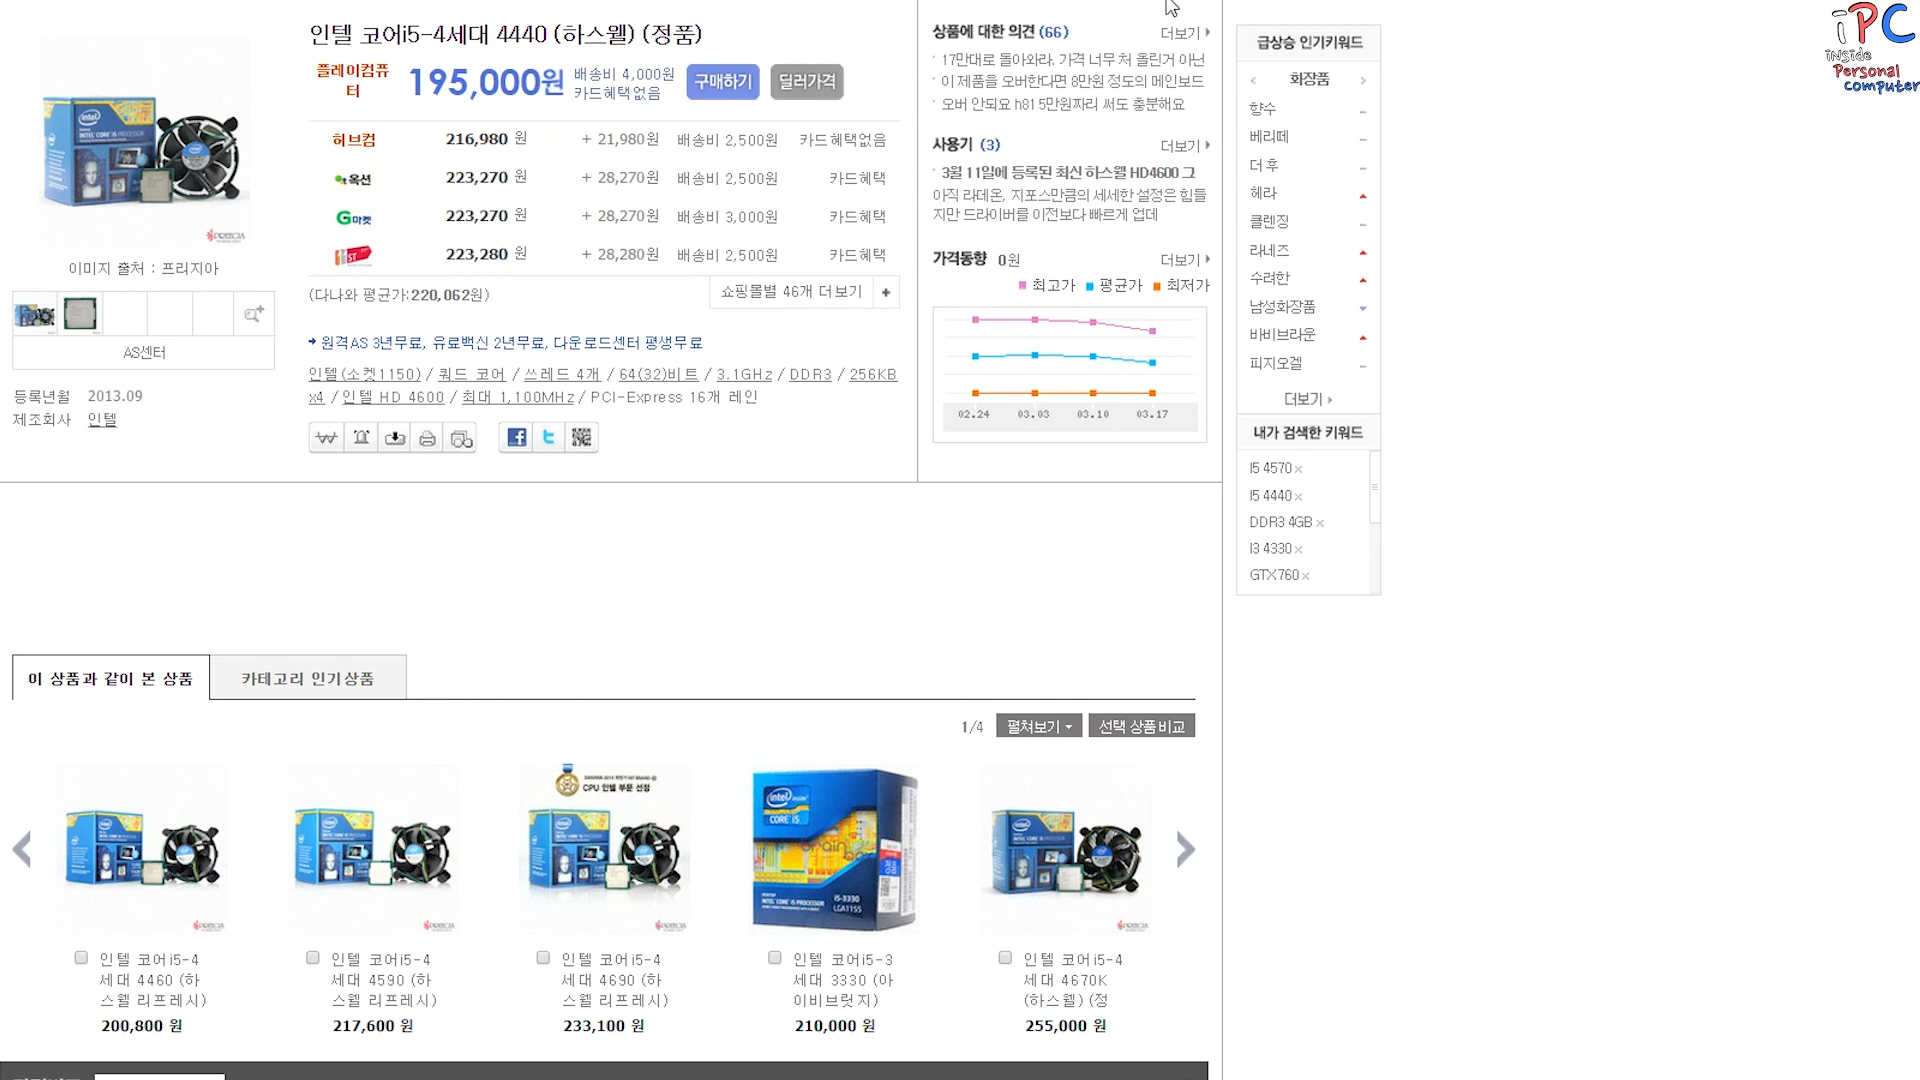 인텔 코어i5-4세대 4440 (하스웰) (정품)
플레이컴퓨터
195,000원
배송비 4,000원
카드혜택없음
구매하기
딜러가격
허브컴 216,980 원 + 21,980원 배송비 2,500원 카드혜택없음
옥션 223,270 원 + 28,270원 배송비 2,500원 카드혜택
G마켓 223,270 원 + 28,270원 배송비 3,000원 카드혜택
11ST 223,280 원 + 28,280원 배송비 2,500원 카드혜택
(다나와 평균가:220,062원)
쇼핑몰별 46개 더보기 +
→ 원격AS 3년무료, 유료백신 2년무료, 다운로드센터 평생무료
인텔(소켓1150) / 쿼드 코어 / 쓰레드 4개 / 64(32)비트 / 3.1GHz / DDR3 / 256KB
x4 / 인텔 HD 4600 / 최대 1,100MHz / PCI-Express 16개 레인
이미지 출처 : 프리지아
AS센터
등록년월 2013.09
제조회사 인텔
상품에 대한 의견 (66) 더보기
17만대로 돌아와라. 가격 너무 처 올린거 아닌
이 제품을 오버한다면 8만원 정도의 메인보드
오버 안되요 h81 5만원짜리 써도 충분해요
사용기 (3) 더보기
3월 11일에 등록된 최신 하스웰 HD4600 그
아직 라데온, 지포스만큼의 세세한 설정은 힘들
지만 드라이버를 이전보다 빠르게 업데
가격동향 0원 더보기
최고가 평균가 최저가
02.24 03.03 03.10 03.17
급상승 인기키워드
< 화장품 >
향수
베리떼
더 후
헤라
클렌징
라네즈
수려한
남성화장품
바비브라운
피지오겔
더보기
내가 검색한 키워드
I5 4570×
I5 4440×
DDR3 4GB×
I3 4330×
GTX760×
iPC
iNSide
Personal
computer
이 상품과 같이 본 상품
카테고리 인기상품
1/4
펼쳐보기
선택 상품비교
DANAWA 2014 하반기 HIT BRAND
CPU 인텔 부문 선정
intel
CORE i5
i5-3330
LGA1155
PREEGIA
인텔 코어i5-4
세대 4460 (하
스웰 리프레시)
200,800 원
인텔 코어i5-4
세대 4590 (하
스웰 리프레시)
217,600 원
인텔 코어i5-4
세대 4690 (하
스웰 리프레시)
233,100 원
인텔 코어i5-3
세대 3330 (아
이비브릿지)
210,000 원
인텔 코어i5-4
세대 4670K
(하스웰) (정
255,000 원